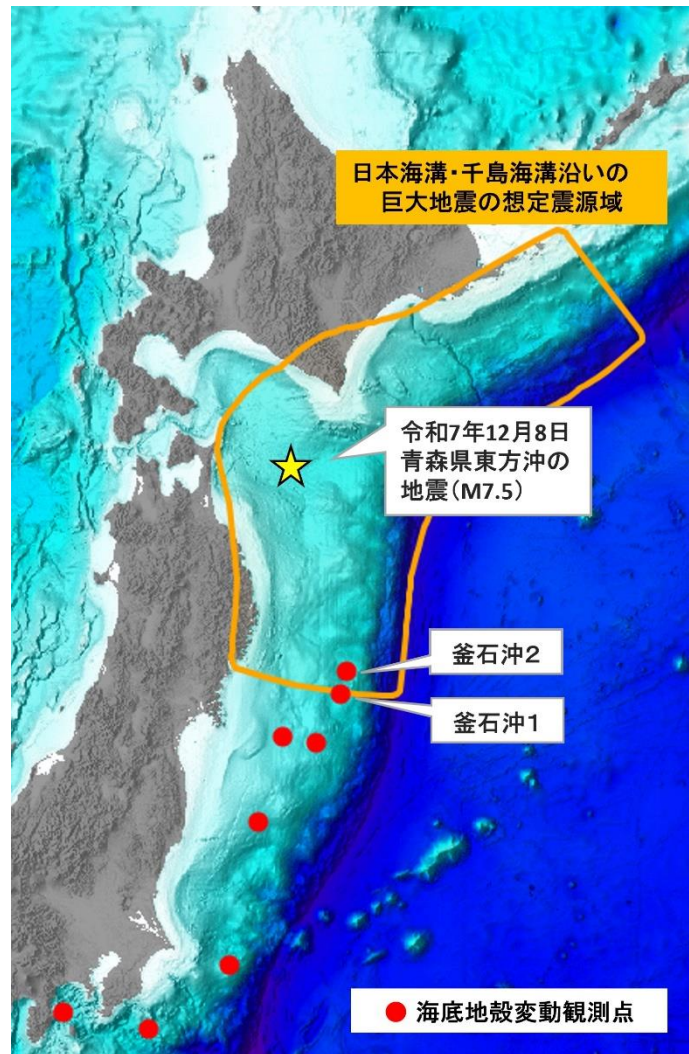 日本海溝・千島海溝沿いの
巨大地震の想定震源域
令和7年12月8日
青森県東方沖の
地震(M7.5)
釜石沖2
釜石沖1
海底地殻変動観測点